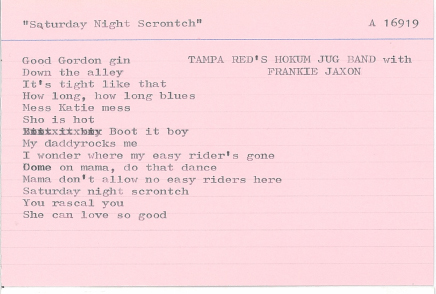 "Saturday Night Scrontch" A 16919
Good Gordon gin TAMPA RED'S HOKUM JUG BAND with
Down the alley FRANKIE JAXON
It's tight like that
How long, how long blues
Mess Katie mess
Sho is hot
Boot it boy
My daddyrocks me
I wonder where my easy rider's gone
Come on mama, do that dance
Mama don't allow no easy riders here
Saturday night scrontch
You rascal you
She can love so good